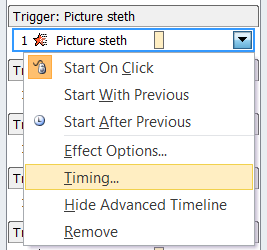 Trigger: Picture steth
1 Picture steth
Start On Click
Start With Previous
Start After Previous
Effect Options...
Timing...
Hide Advanced Timeline
Remove